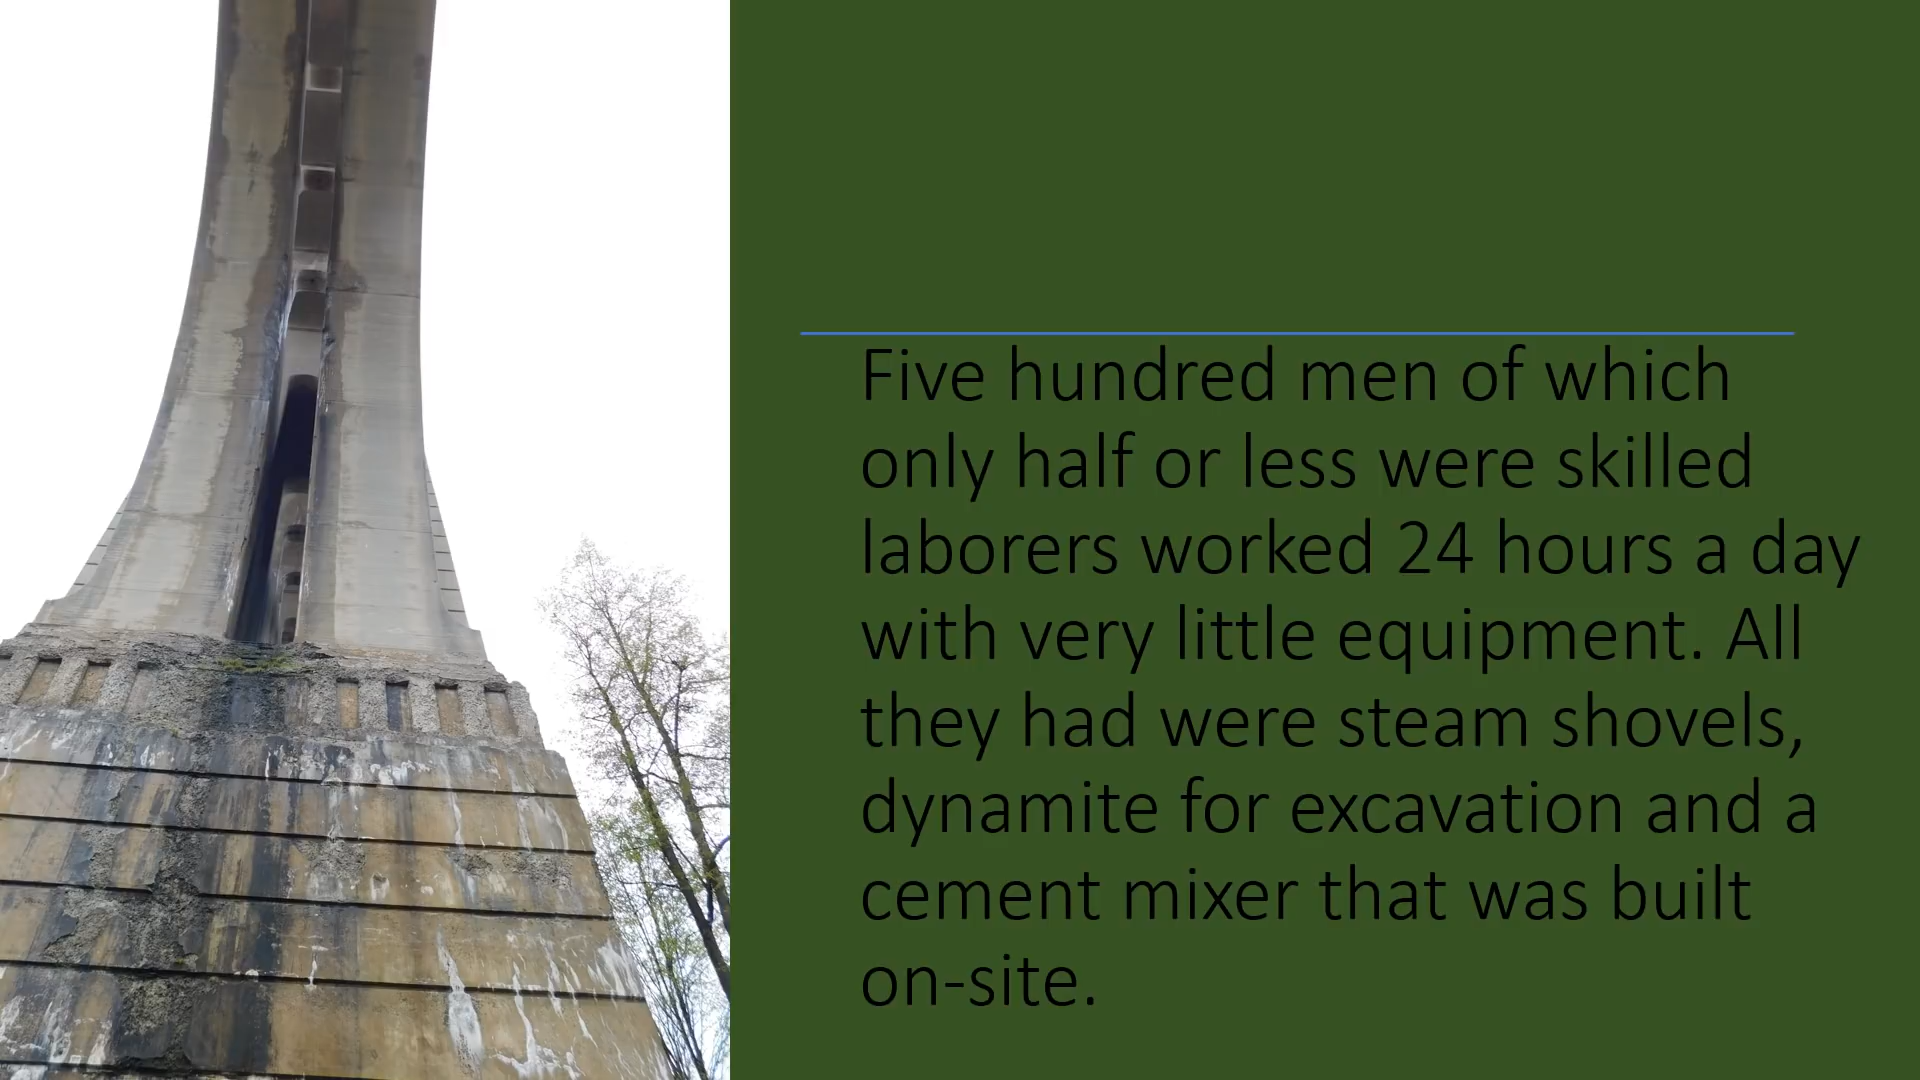 Five hundred men of which
only half or less were skilled
laborers worked 24 hours a day
with very little equipment. All
they had were steam shovels,
dynamite for excavation and a
cement mixer that was built
on-site.